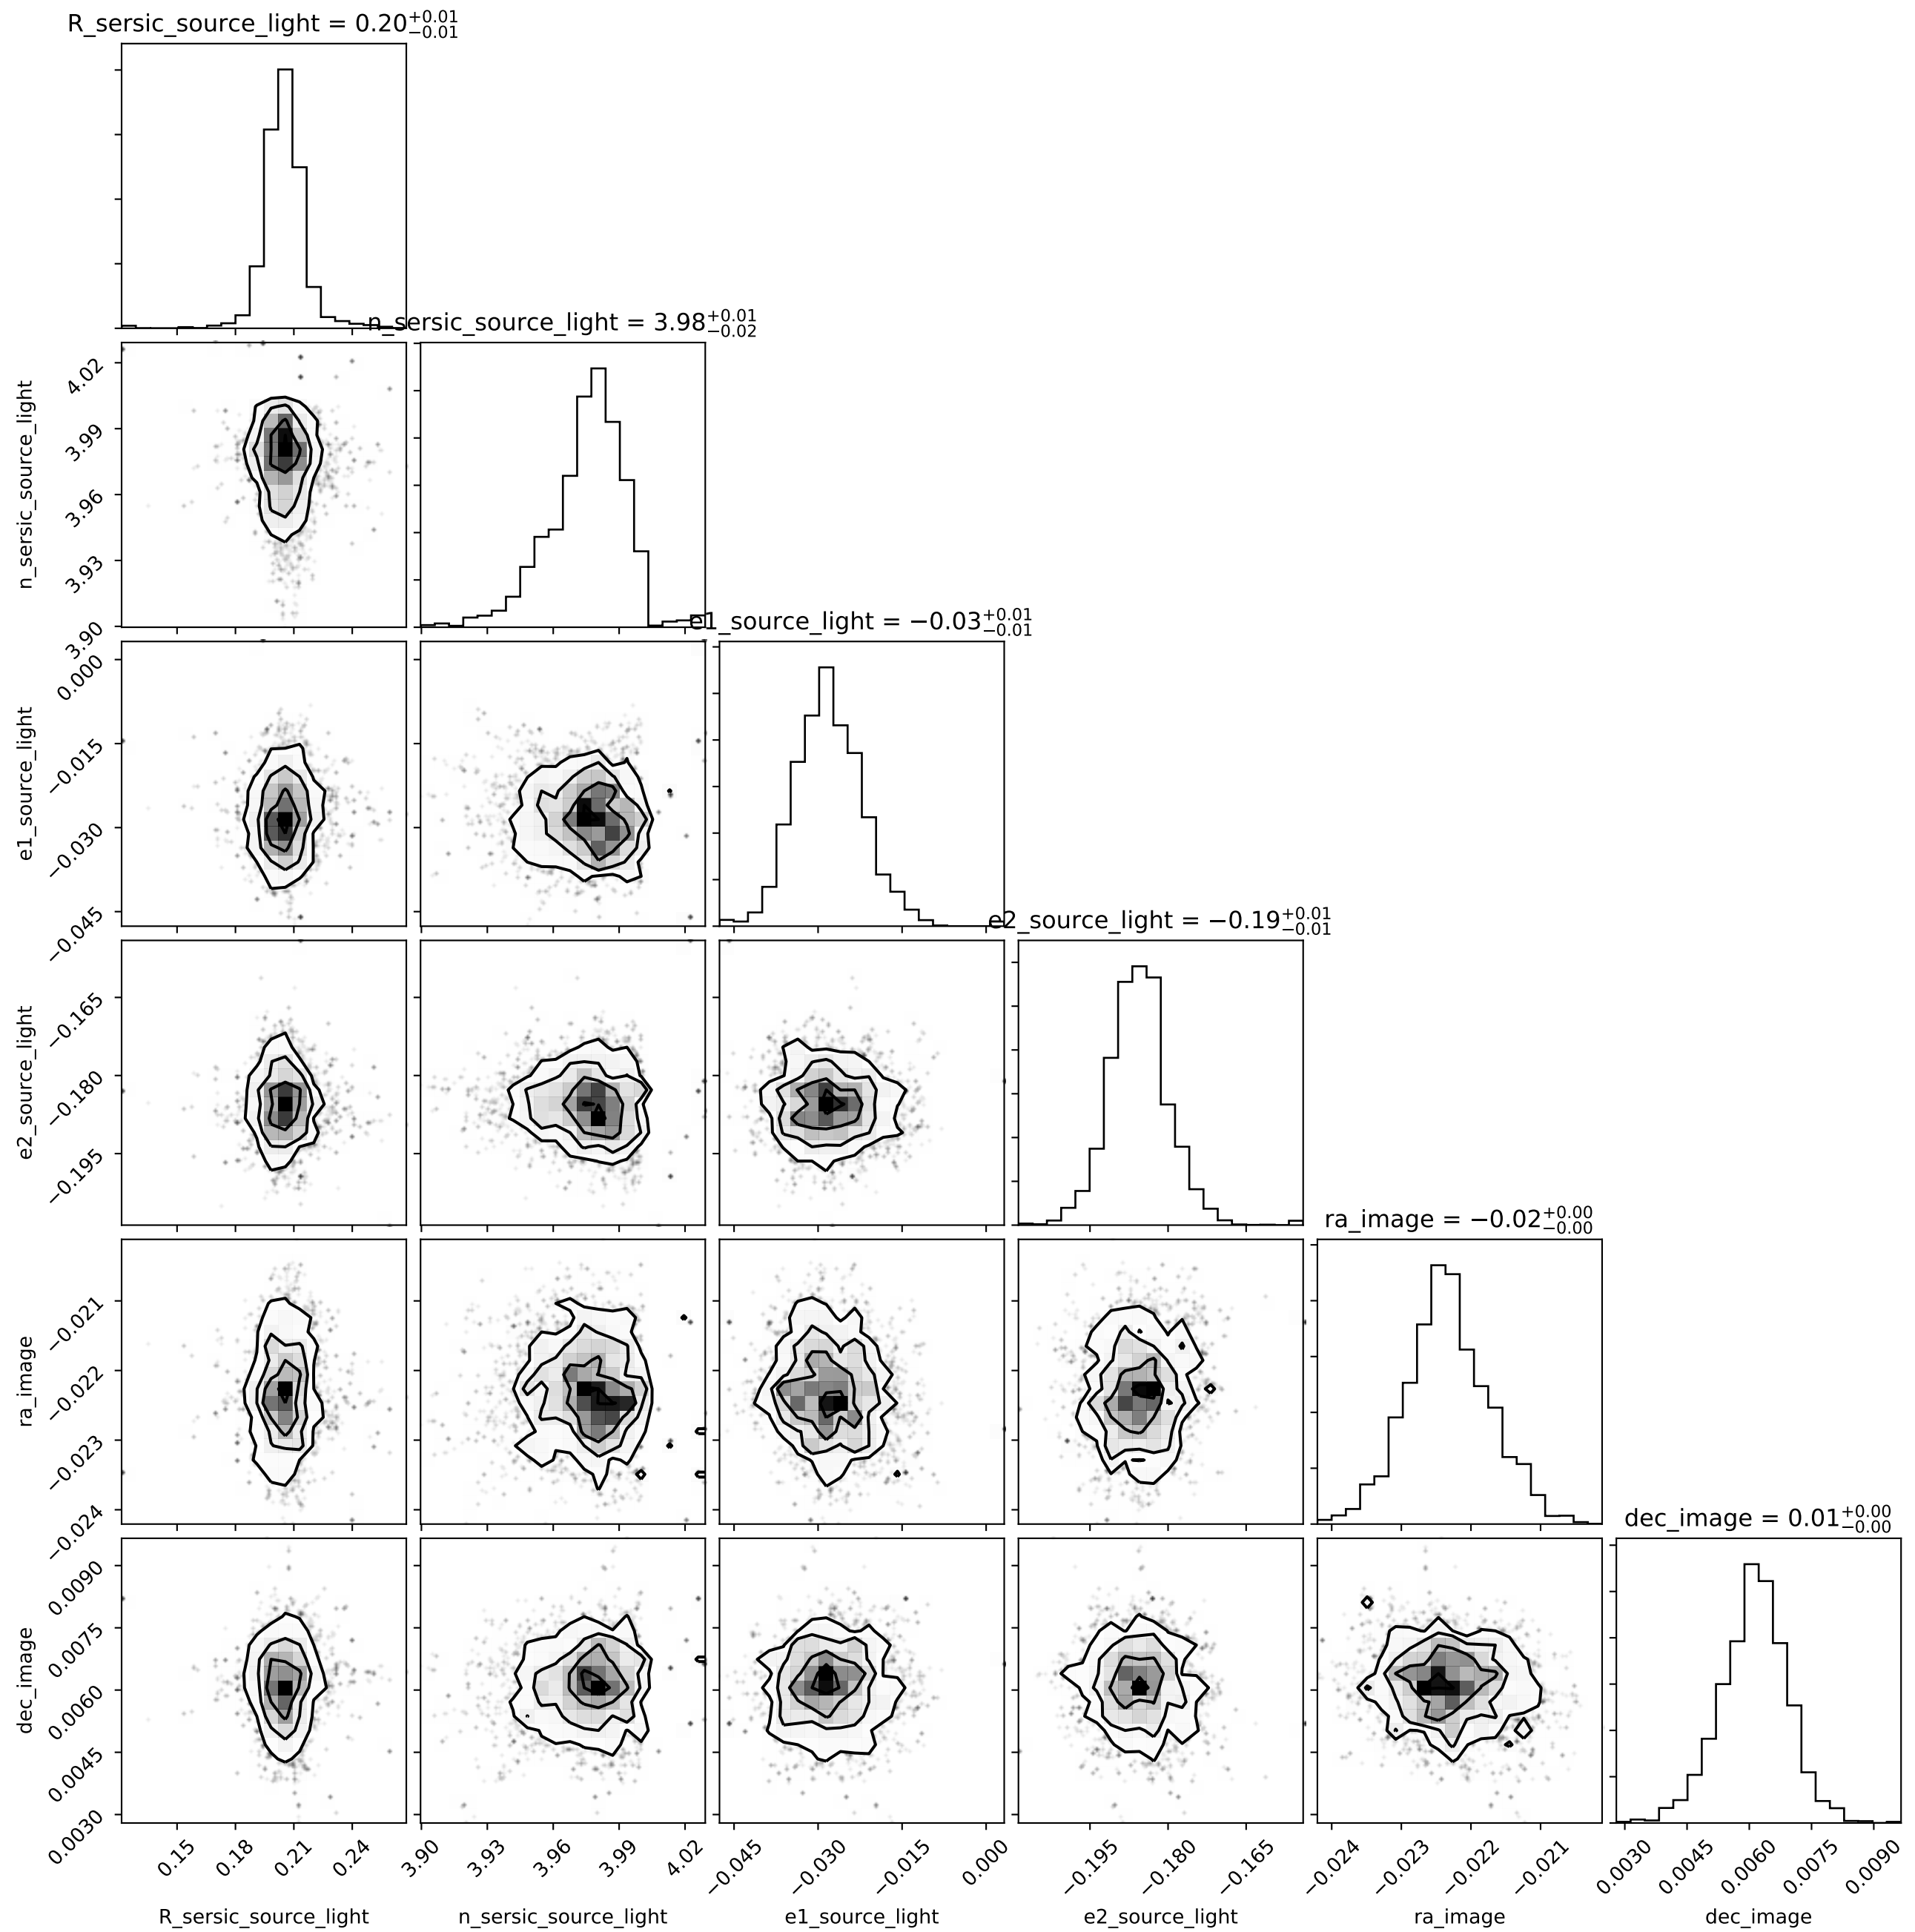 R_sersic_source_light = 0.20+0.01 −0.01
n_sersic_source_light = 3.98+0.01 −0.02
n_sersic_source_light
4.02
3.99
3.96
3.93
3.90
e1_source_light = −0.03+0.01 −0.01
e1_source_light
0.000
−0.015
−0.030
−0.045
e2_source_light = −0.19+0.01 −0.01
e2_source_light
−0.165
−0.180
−0.195
ra_image = −0.02+0.00 −0.00
ra_image
−0.021
−0.022
−0.023
−0.024
dec_image = 0.01+0.00 −0.00
dec_image
0.0090
0.0075
0.0060
0.0045
0.0030
0.15 0.18 0.21 0.24
3.90 3.93 3.96 3.99 4.02
−0.045 −0.030 −0.015 0.000
−0.195 −0.180 −0.165
−0.024 −0.023 −0.022 −0.021
0.0030 0.0045 0.0060 0.0075 0.0090
R_sersic_source_light n_sersic_source_light e1_source_light e2_source_light ra_image dec_image